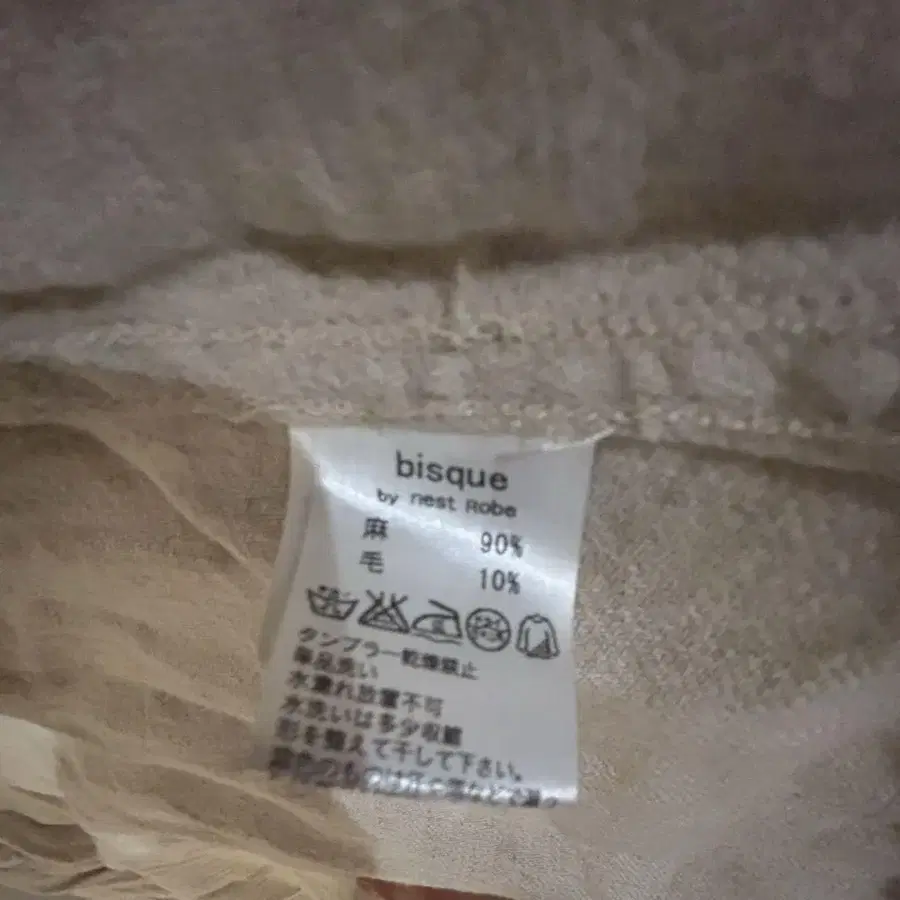 bisque
by nest Robe
麻 90%
毛 10%
タンブラー乾燥禁止
単品洗い
水濡れ放置不可
水洗いは多少収縮
形を整えて干して下さい。